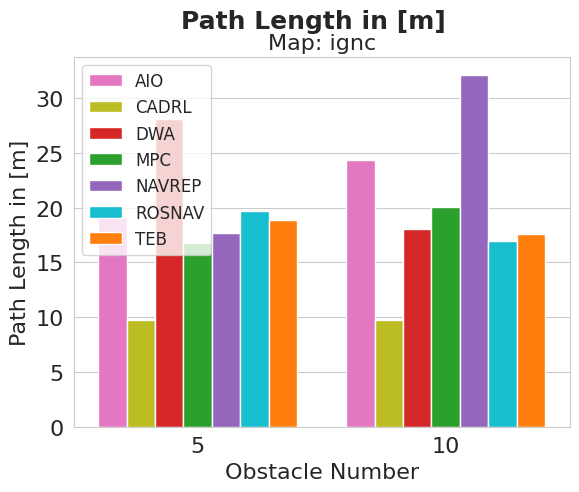 Path Length in [m]
Map: ignc
AIO
CADRL
DWA
MPC
NAVREP
ROSNAV
TEB
Path Length in [m]
30
25
20
15
10
5
0
5
10
Obstacle Number